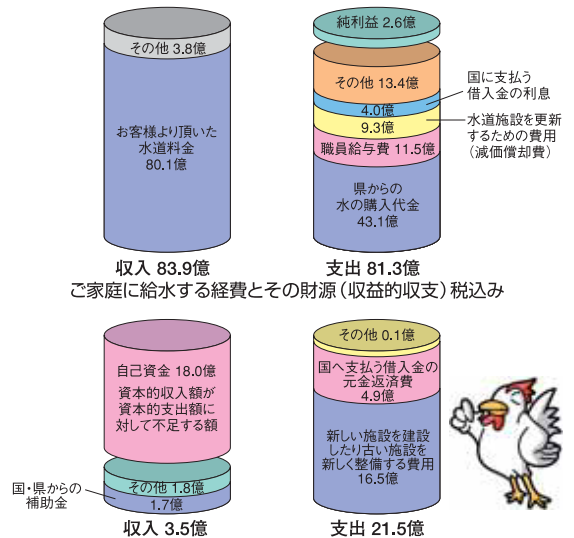 その他 3.8億
お客様より頂いた
水道料金
80.1億
収入 83.9億
純利益 2.6億
その他 13.4億
4.0億
9.3億
職員給与費 11.5億
県からの
水の購入代金
43.1億
支出 81.3億
国に支払う
借入金の利息
水道施設を更新
するための費用
（減価償却費）
ご家庭に給水する経費とその財源（収益的収支）税込み
自己資金 18.0億
資本的収入額が
資本的支出額に
対して不足する額
その他 1.8億
1.7億
国・県からの
補助金
収入 3.5億
その他 0.1億
国へ支払う借入金の
元金返済費
4.9億
新しい施設を建設
したり古い施設を
新しく整備する費用
16.5億
支出 21.5億